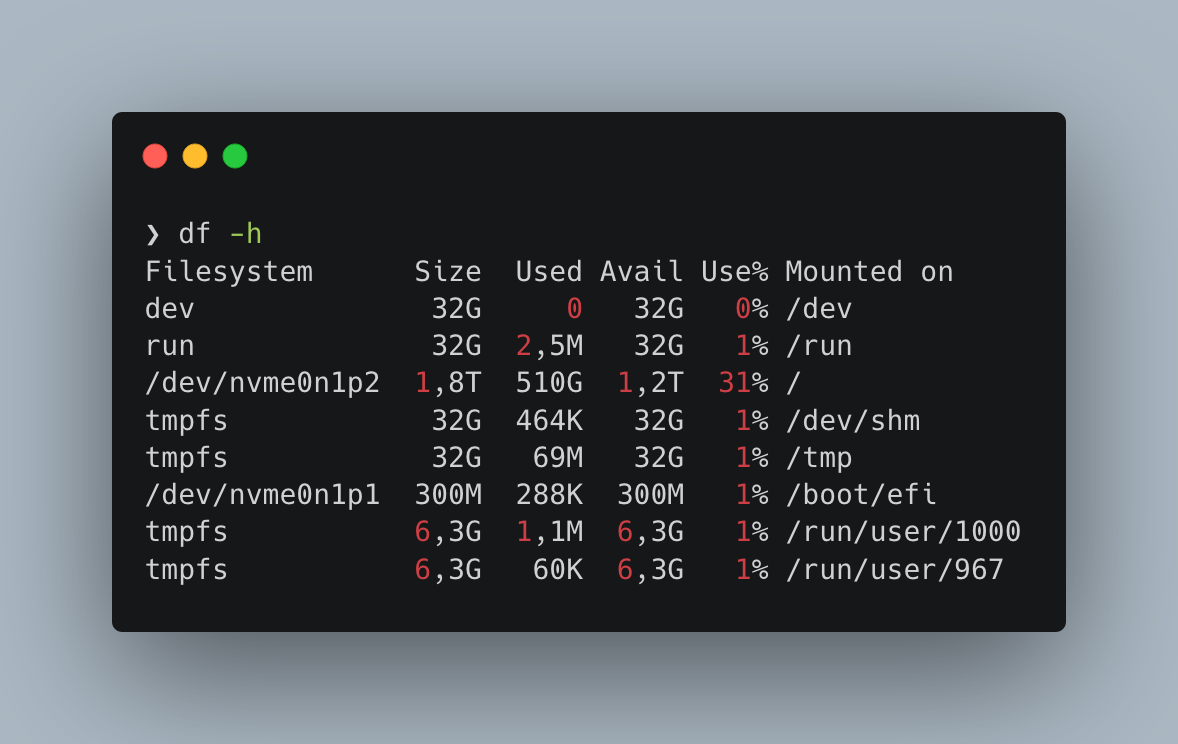 ❯ df -h
Filesystem      Size  Used Avail Use% Mounted on
dev              32G     0   32G   0% /dev
run              32G  2,5M   32G   1% /run
/dev/nvme0n1p2  1,8T  510G  1,2T  31% /
tmpfs            32G  464K   32G   1% /dev/shm
tmpfs            32G   69M   32G   1% /tmp
/dev/nvme0n1p1  300M  288K  300M   1% /boot/efi
tmpfs           6,3G  1,1M  6,3G   1% /run/user/1000
tmpfs           6,3G   60K  6,3G   1% /run/user/967